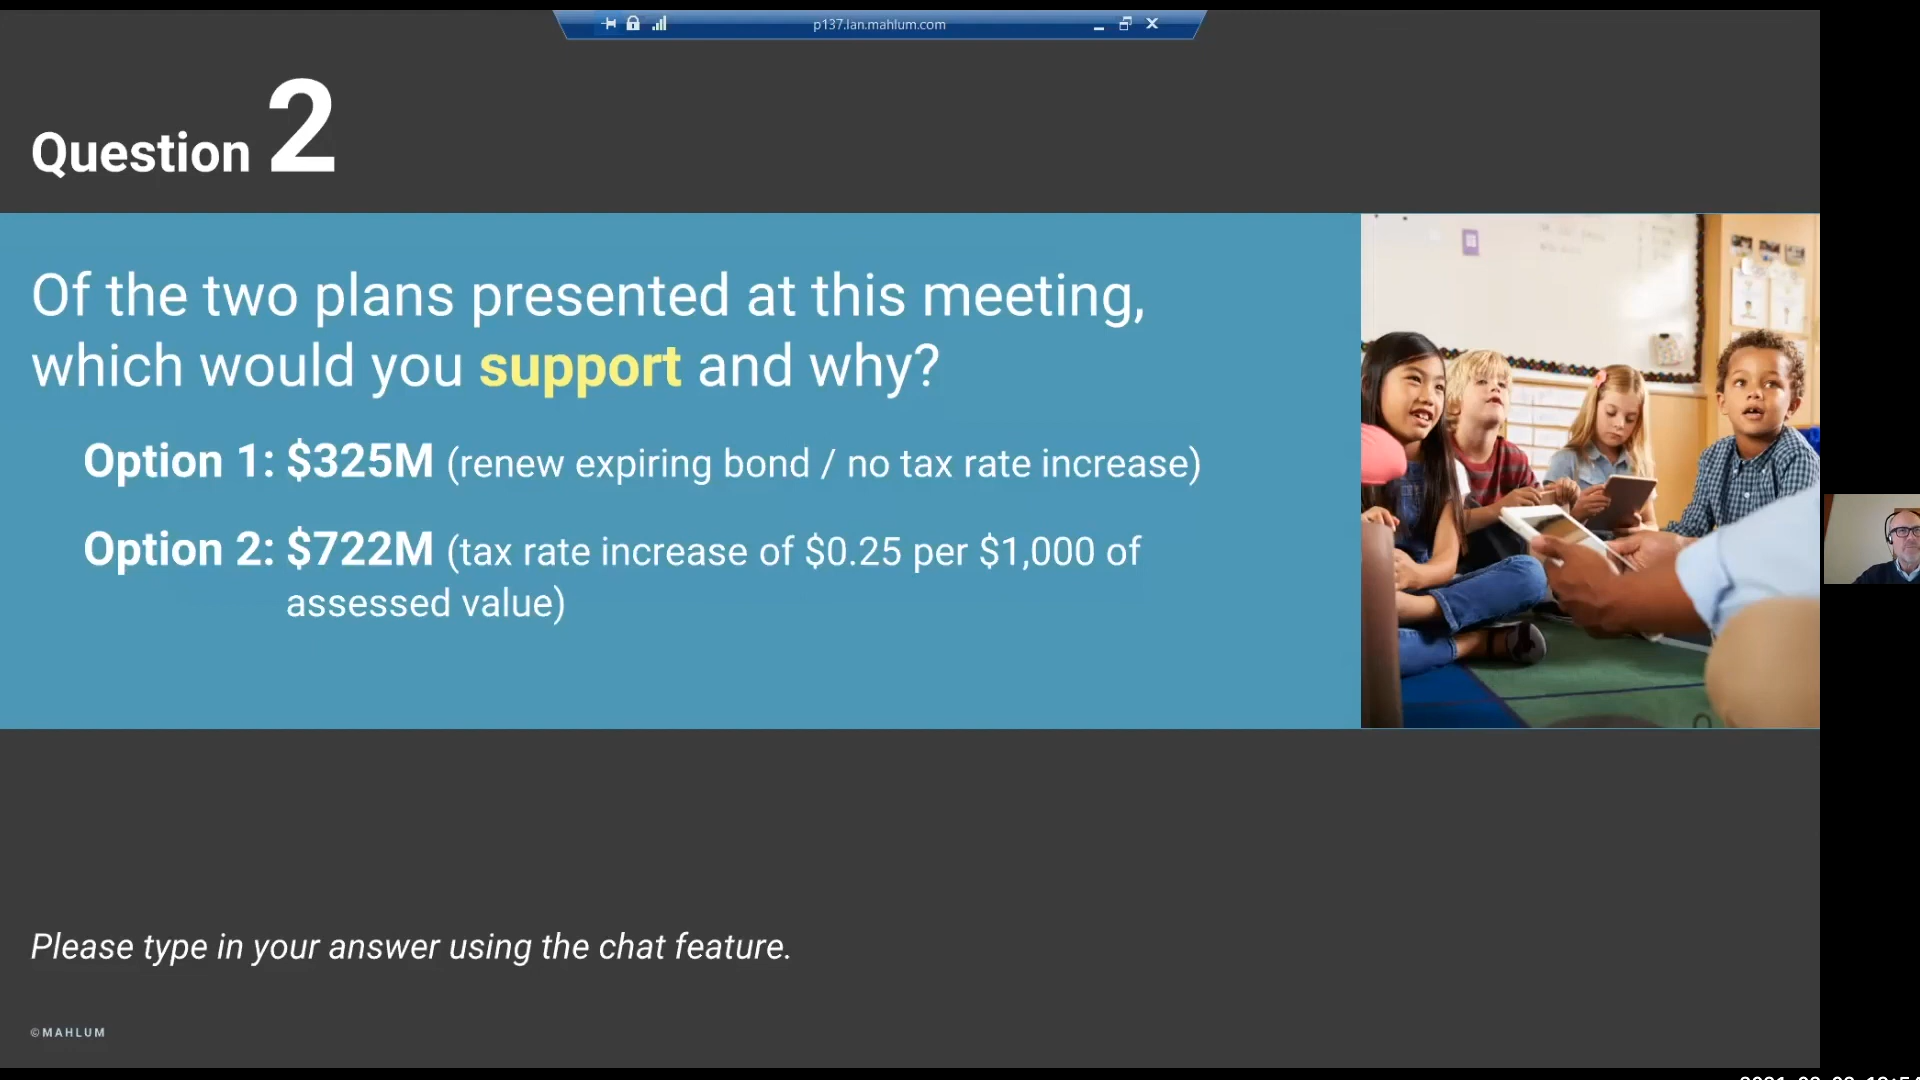 p137.lan.mahlum.com
Question 2
Of the two plans presented at this meeting,
which would you support and why?
Option 1: $325M (renew expiring bond / no tax rate increase)
Option 2: $722M (tax rate increase of $0.25 per $1,000 of
assessed value)
Please type in your answer using the chat feature.
©MAHLUM